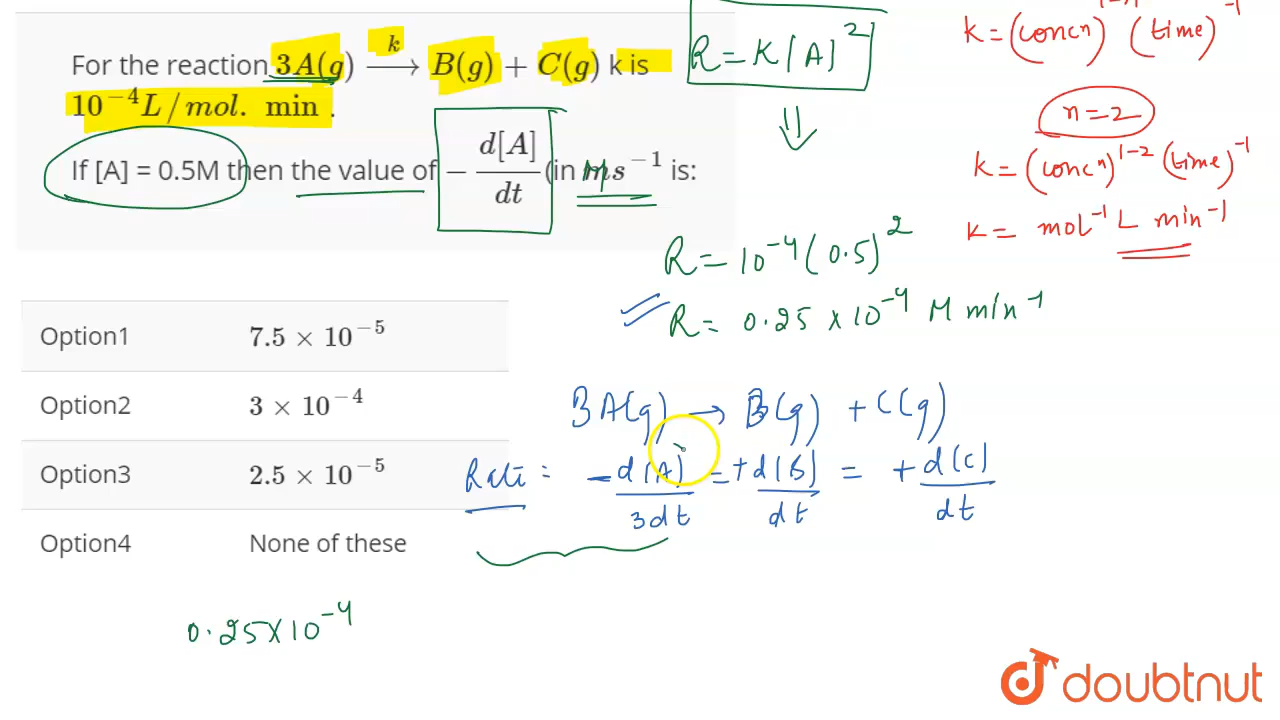 For the reaction 3A(g) —k→ B(g) + C(g) k is
10⁻⁴L/mol. min .
If [A] = 0.5M then the value of − d[A]/dt (in Ms⁻¹ is:
Option1 7.5 × 10⁻⁵
Option2 3 × 10⁻⁴
Option3 2.5 × 10⁻⁵
Option4 None of these
0.25×10⁻⁴
R = K[A]²
⇓
R = 10⁻⁴(0.5)²
R = 0.25 × 10⁻⁴ M min⁻¹
3A(g) → B(g) + C(g)
Rate = −d(A)/3dt = +d(B)/dt = +d(C)/dt
k = (concⁿ)¹⁻ⁿ (time)⁻¹
n = 2
k = (concⁿ)¹⁻² (time)⁻¹
k = mol⁻¹ L min⁻¹
doubtnut